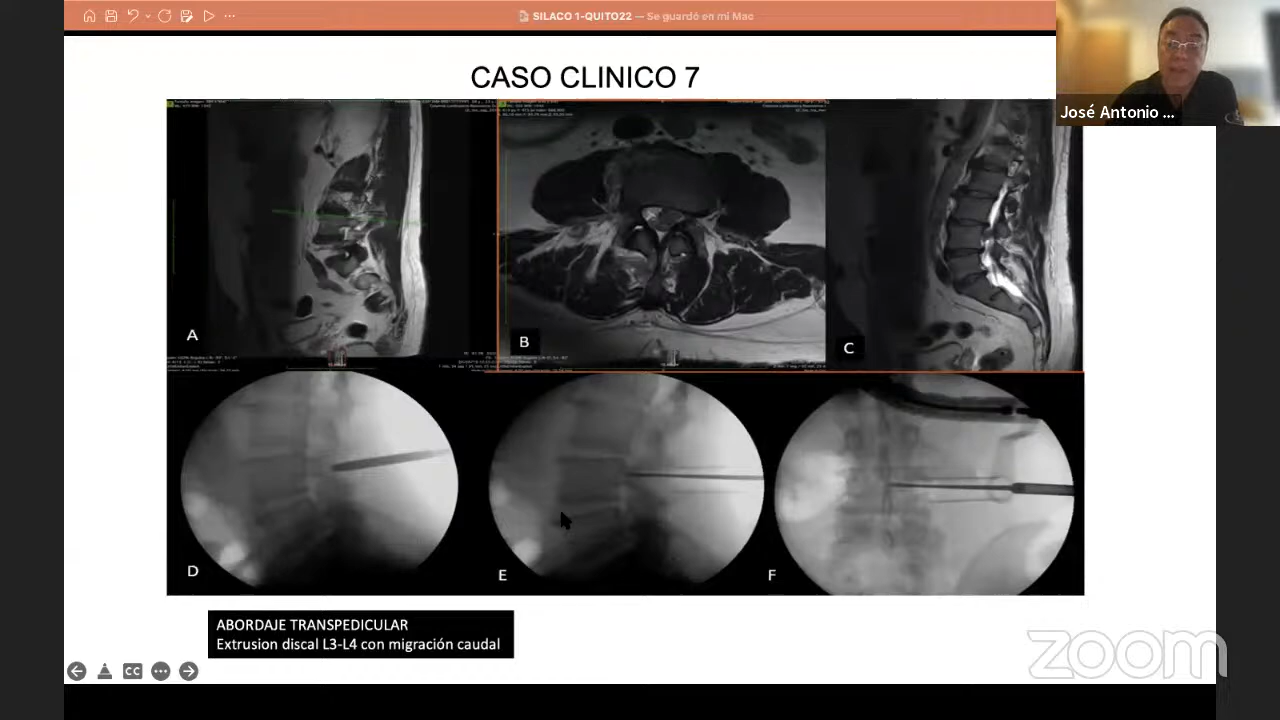 SILACO 1-QUITO22 — Se guardó en mi Mac
José Antonio ...
CASO CLINICO 7
A
B
C
D
E
F
ABORDAJE TRANSPEDICULAR
Extrusion discal L3-L4 con migración caudal
CC
zoom